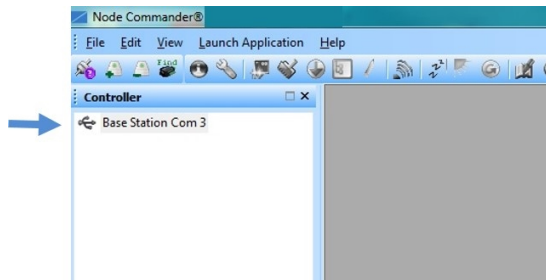 Node Commander®
File Edit View Launch Application Help
Find
Controller
Base Station Com 3